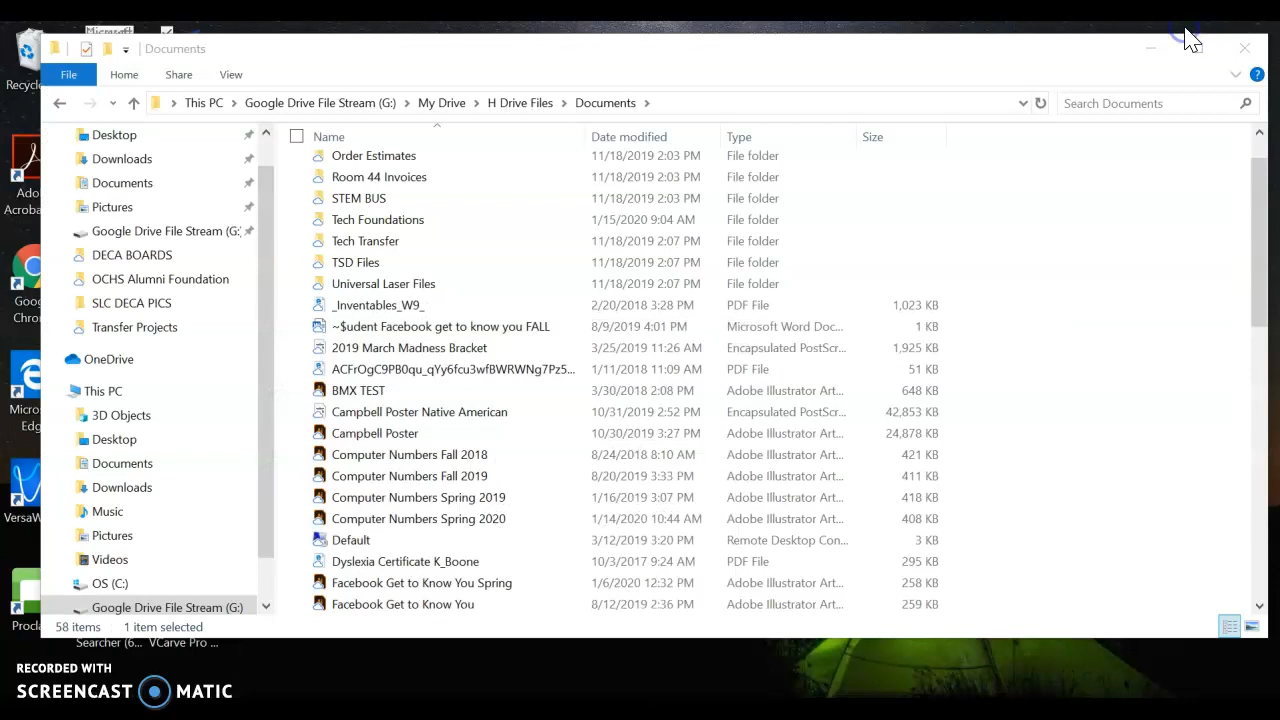 Microsoft
Documents
File Home Share View
This PC Google Drive File Stream (G:) My Drive H Drive Files Documents
Search Documents
Name Date modified Type Size
Desktop
Downloads
Documents
Pictures
Google Drive File Stream (G:
DECA BOARDS
OCHS Alumni Foundation
SLC DECA PICS
Transfer Projects
OneDrive
This PC
3D Objects
Desktop
Documents
Downloads
Music
Pictures
Videos
OS (C:)
Google Drive File Stream (G:)
Order Estimates 11/18/2019 2:03 PM File folder
Room 44 Invoices 11/18/2019 2:03 PM File folder
STEM BUS 11/18/2019 2:03 PM File folder
Tech Foundations 1/15/2020 9:04 AM File folder
Tech Transfer 11/18/2019 2:07 PM File folder
TSD Files 11/18/2019 2:07 PM File folder
Universal Laser Files 11/18/2019 2:07 PM File folder
_Inventables_W9_ 2/20/2018 3:28 PM PDF File 1,023 KB
~$udent Facebook get to know you FALL 8/9/2019 4:01 PM Microsoft Word Doc... 1 KB
2019 March Madness Bracket 3/25/2019 11:26 AM Encapsulated PostScr... 1,925 KB
ACFrOgC9PB0qu_qYy6fcu3wfBWRWNg7Pz5... 1/11/2018 11:09 AM PDF File 51 KB
BMX TEST 3/30/2018 2:08 PM Adobe Illustrator Art... 648 KB
Campbell Poster Native American 10/31/2019 2:52 PM Encapsulated PostScr... 42,853 KB
Campbell Poster 10/30/2019 3:27 PM Adobe Illustrator Art... 24,878 KB
Computer Numbers Fall 2018 8/24/2018 8:10 AM Adobe Illustrator Art... 421 KB
Computer Numbers Fall 2019 8/20/2019 3:33 PM Adobe Illustrator Art... 411 KB
Computer Numbers Spring 2019 1/16/2019 3:07 PM Adobe Illustrator Art... 418 KB
Computer Numbers Spring 2020 1/14/2020 10:44 AM Adobe Illustrator Art... 408 KB
Default 3/12/2019 3:20 PM Remote Desktop Con... 3 KB
Dyslexia Certificate K_Boone 10/3/2017 9:24 AM PDF File 295 KB
Facebook Get to Know You Spring 1/6/2020 12:32 PM Adobe Illustrator Art... 258 KB
Facebook Get to Know You 8/12/2019 2:36 PM Adobe Illustrator Art... 259 KB
58 items 1 item selected
Recycl
Ado
Acroba
Goog
Chro
Micros
Edg
VersaW
Procla
Searcher (6... VCarve Pro ...
RECORDED WITH
SCREENCAST MATIC